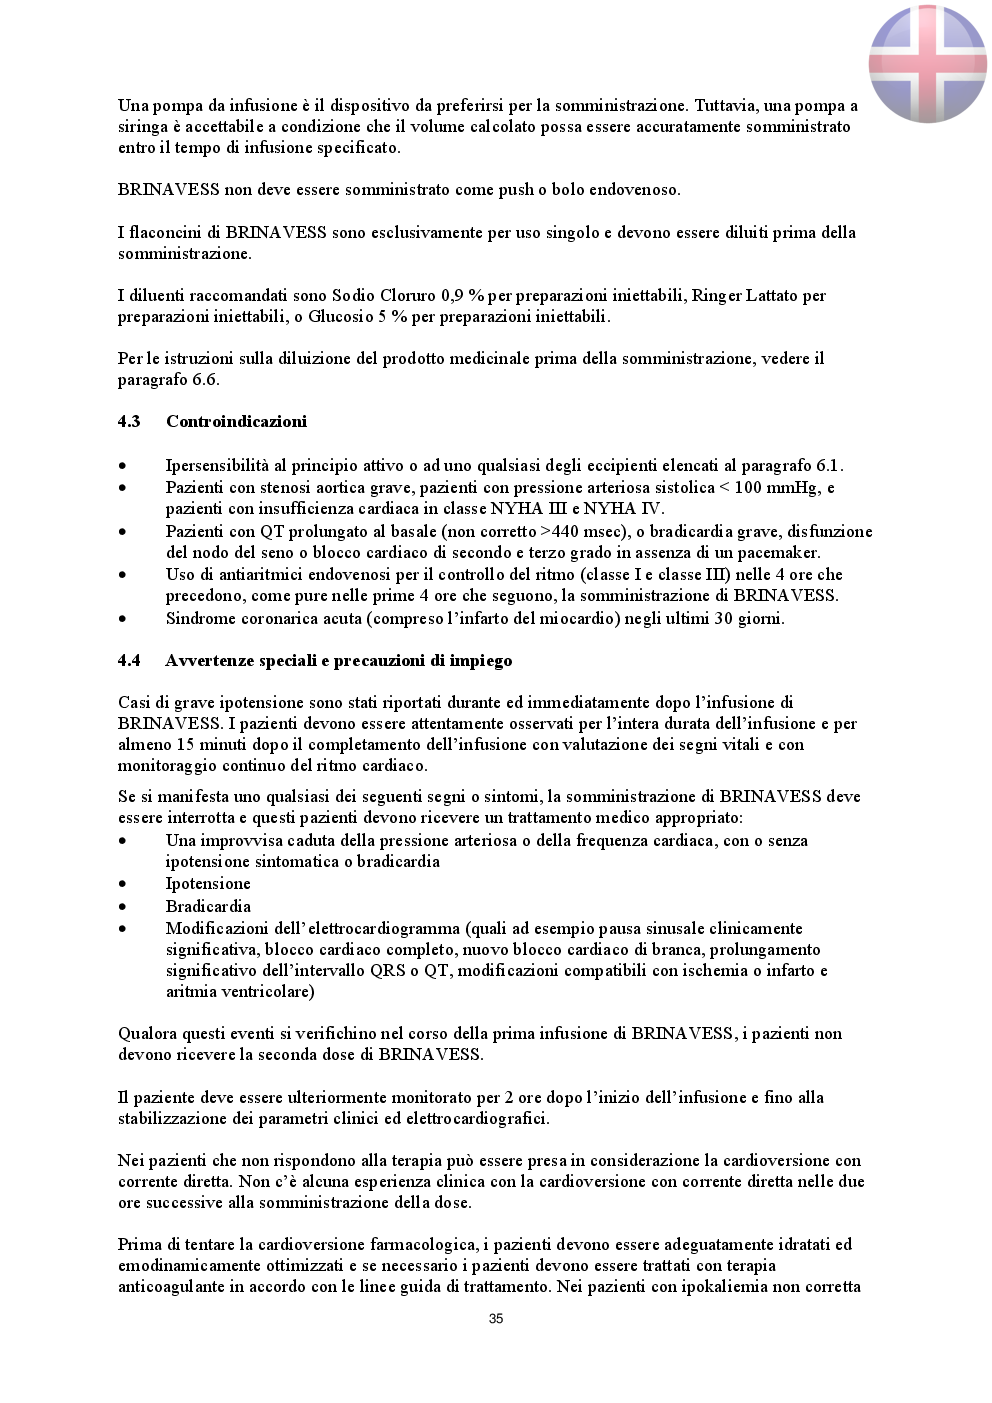 Una pompa da infusione è il dispositivo da preferirsi per la somministrazione. Tuttavia, una pompa a
siringa è accettabile a condizione che il volume calcolato possa essere accuratamente somministrato
entro il tempo di infusione specificato.
BRINAVESS non deve essere somministrato come push o bolo endovenoso.
I flaconcini di BRINAVESS sono esclusivamente per uso singolo e devono essere diluiti prima della
somministrazione.
I diluenti raccomandati sono Sodio Cloruro 0,9 % per preparazioni iniettabili, Ringer Lattato per
preparazioni iniettabili, o Glucosio 5 % per preparazioni iniettabili.
Per le istruzioni sulla diluizione del prodotto medicinale prima della somministrazione, vedere il
paragrafo 6.6.
4.3 Controindicazioni
• Ipersensibilità al principio attivo o ad uno qualsiasi degli eccipienti elencati al paragrafo 6.1.
• Pazienti con stenosi aortica grave, pazienti con pressione arteriosa sistolica < 100 mmHg, e
pazienti con insufficienza cardiaca in classe NYHA III e NYHA IV.
• Pazienti con QT prolungato al basale (non corretto >440 msec), o bradicardia grave, disfunzione
del nodo del seno o blocco cardiaco di secondo e terzo grado in assenza di un pacemaker.
• Uso di antiaritmici endovenosi per il controllo del ritmo (classe I e classe III) nelle 4 ore che
precedono, come pure nelle prime 4 ore che seguono, la somministrazione di BRINAVESS.
• Sindrome coronarica acuta (compreso l’infarto del miocardio) negli ultimi 30 giorni.
4.4 Avvertenze speciali e precauzioni di impiego
Casi di grave ipotensione sono stati riportati durante ed immediatamente dopo l’infusione di
BRINAVESS. I pazienti devono essere attentamente osservati per l’intera durata dell’infusione e per
almeno 15 minuti dopo il completamento dell’infusione con valutazione dei segni vitali e con
monitoraggio continuo del ritmo cardiaco.
Se si manifesta uno qualsiasi dei seguenti segni o sintomi, la somministrazione di BRINAVESS deve
essere interrotta e questi pazienti devono ricevere un trattamento medico appropriato:
• Una improvvisa caduta della pressione arteriosa o della frequenza cardiaca, con o senza
ipotensione sintomatica o bradicardia
• Ipotensione
• Bradicardia
• Modificazioni dell’elettrocardiogramma (quali ad esempio pausa sinusale clinicamente
significativa, blocco cardiaco completo, nuovo blocco cardiaco di branca, prolungamento
significativo dell’intervallo QRS o QT, modificazioni compatibili con ischemia o infarto e
aritmia ventricolare)
Qualora questi eventi si verifichino nel corso della prima infusione di BRINAVESS, i pazienti non
devono ricevere la seconda dose di BRINAVESS.
Il paziente deve essere ulteriormente monitorato per 2 ore dopo l’inizio dell’infusione e fino alla
stabilizzazione dei parametri clinici ed elettrocardiografici.
Nei pazienti che non rispondono alla terapia può essere presa in considerazione la cardioversione con
corrente diretta. Non c’è alcuna esperienza clinica con la cardioversione con corrente diretta nelle due
ore successive alla somministrazione della dose.
Prima di tentare la cardioversione farmacologica, i pazienti devono essere adeguatamente idratati ed
emodinamicamente ottimizzati e se necessario i pazienti devono essere trattati con terapia
anticoagulante in accordo con le linee guida di trattamento. Nei pazienti con ipokaliemia non corretta
35